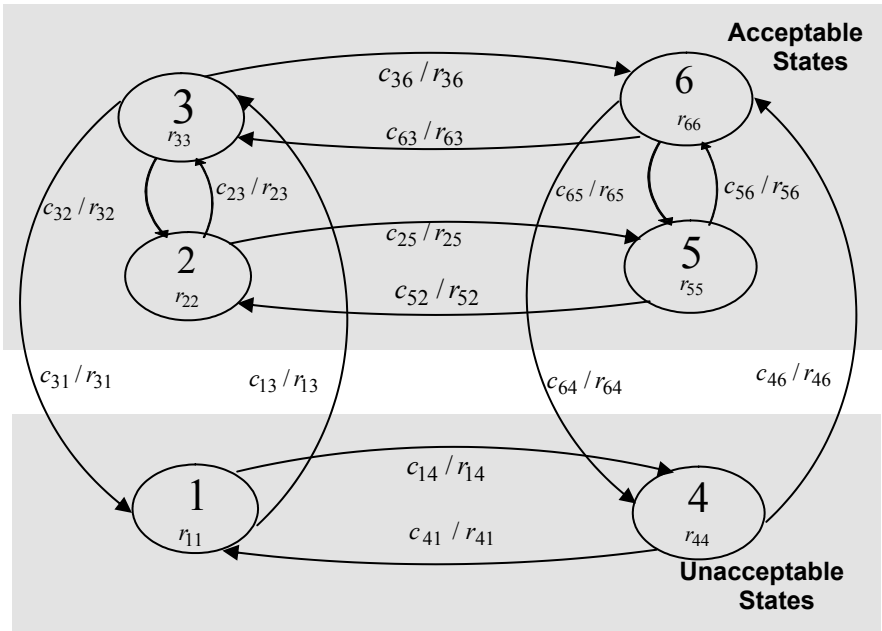 Acceptable
States
c36 / r36
3
r33
6
r66
c63 / r63
c32 / r32
c23 / r23
c65 / r65
c56 / r56
c25 / r25
2
r22
5
r55
c52 / r52
c31 / r31
c13 / r13
c64 / r64
c46 / r46
c14 / r14
1
r11
4
r44
c41 / r41
Unacceptable
States